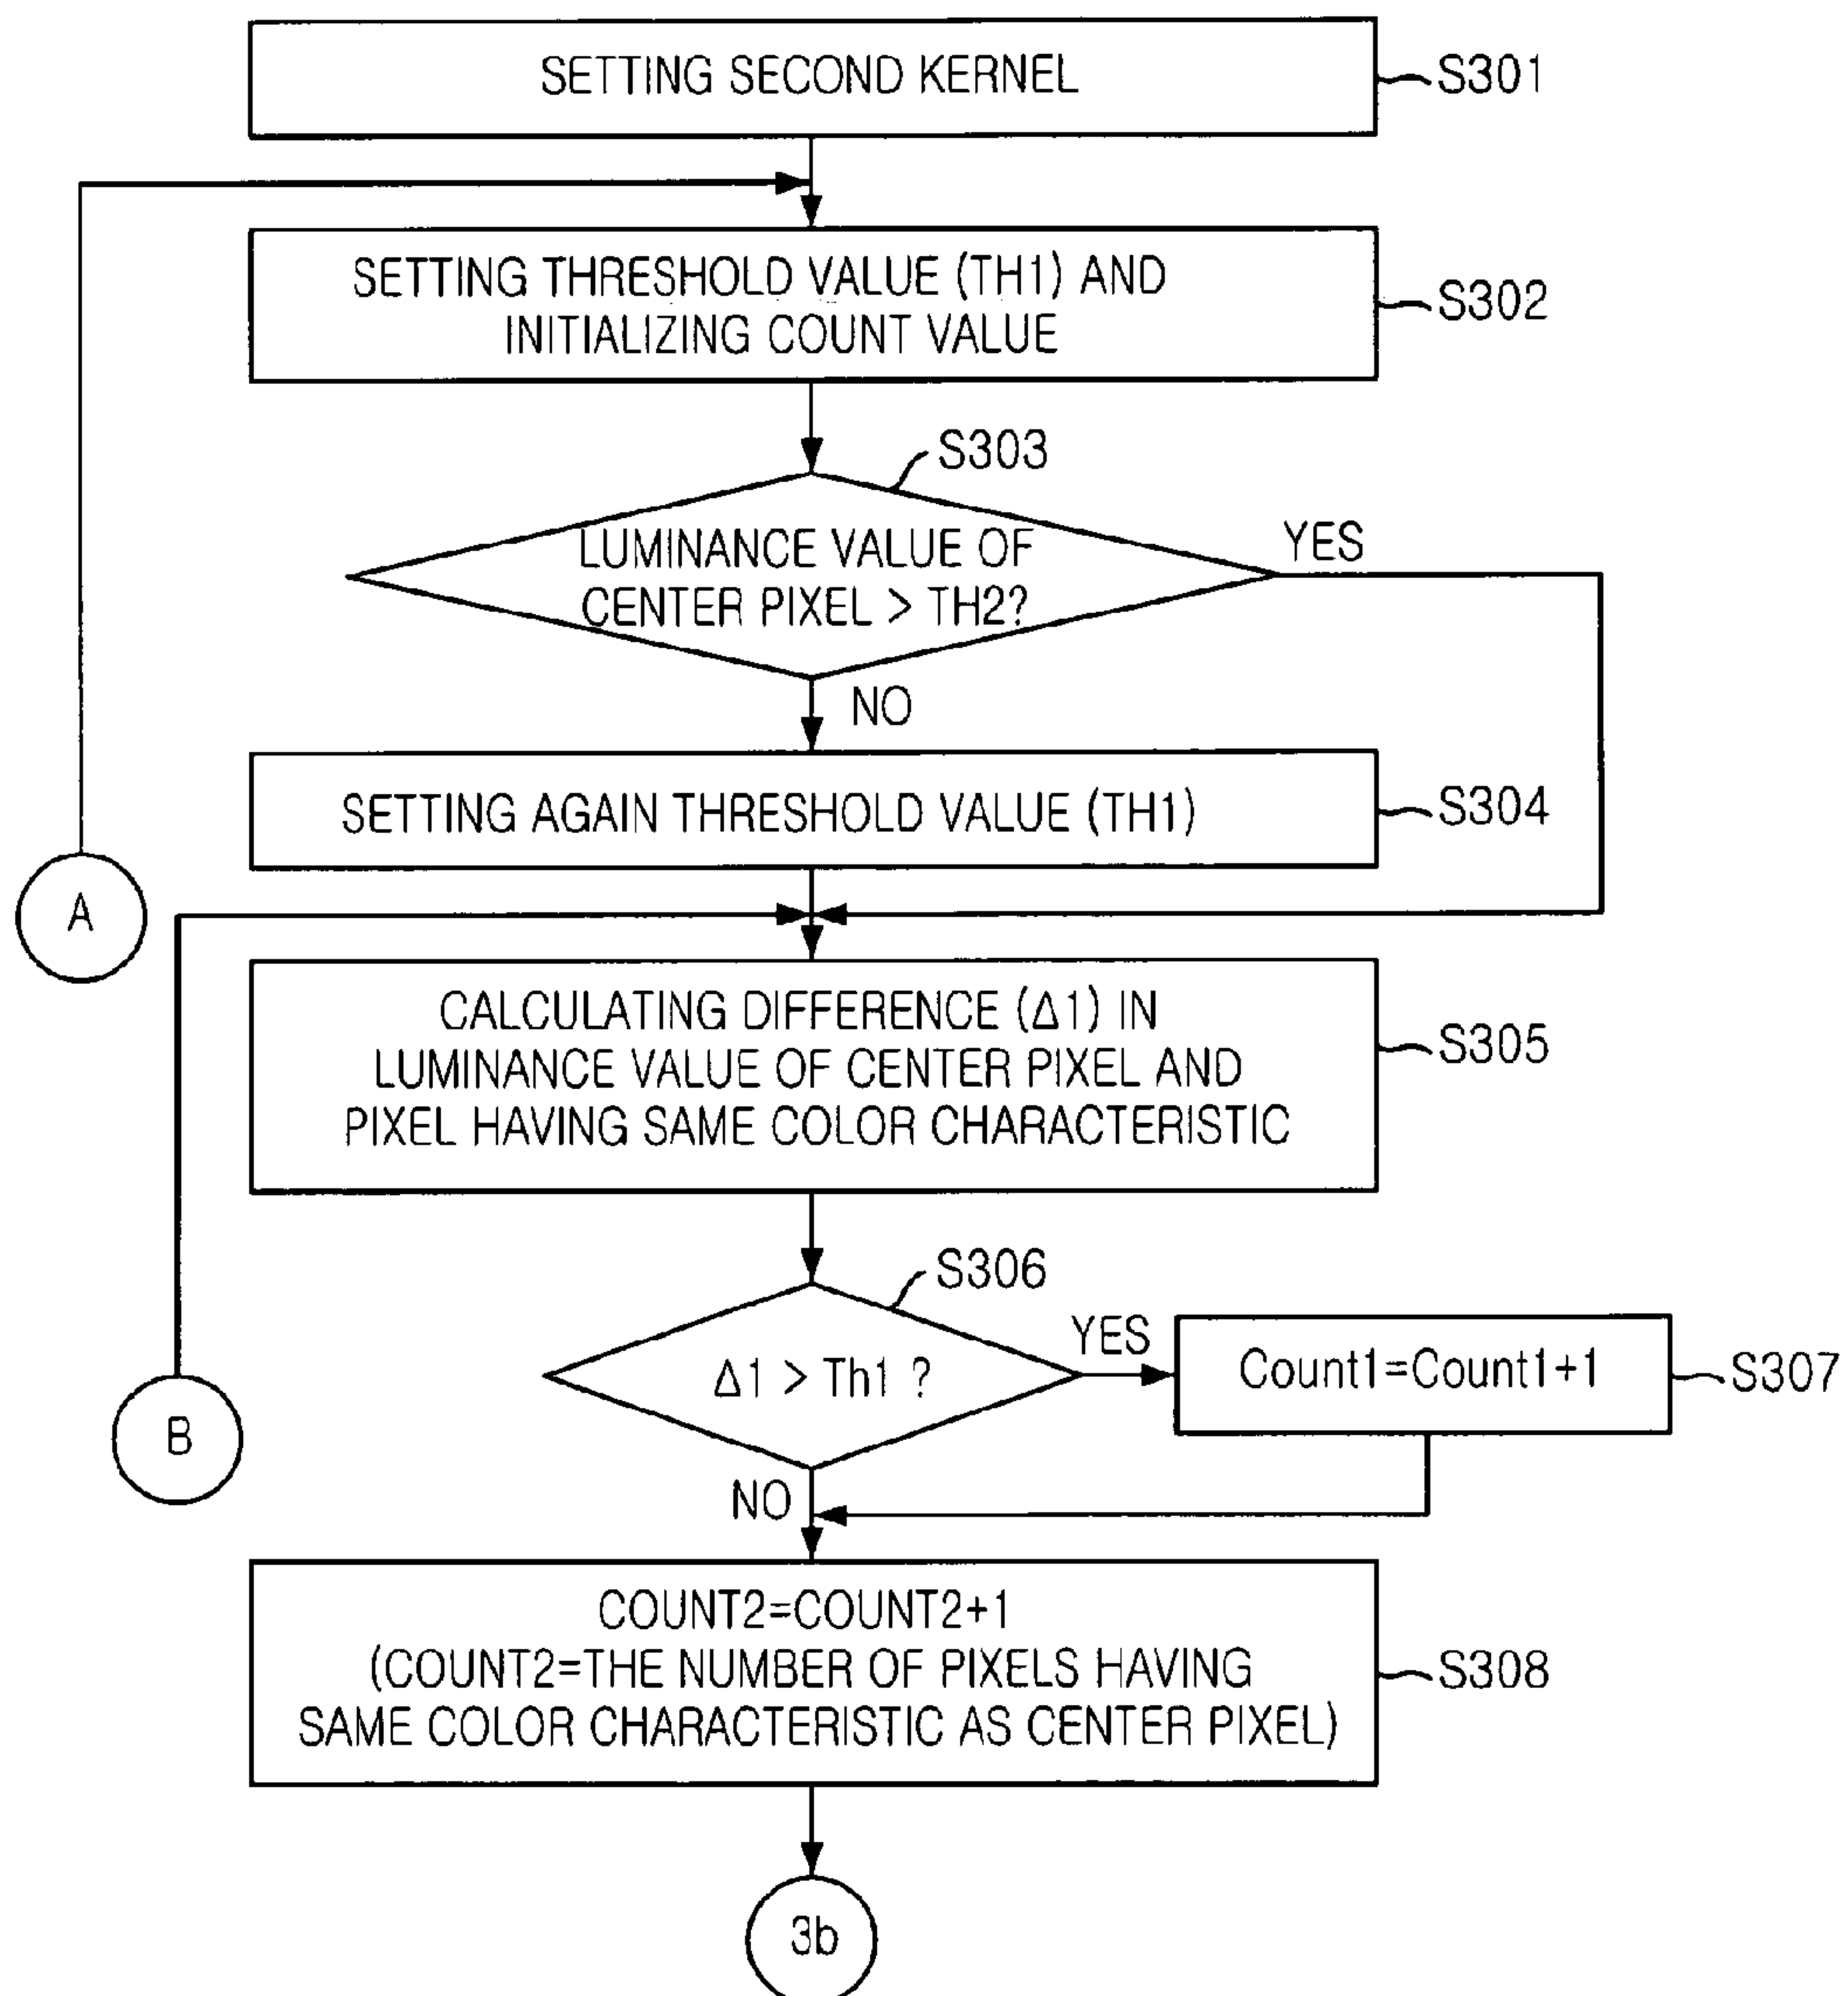 SETTING SECOND KERNEL
S301
SETTING THRESHOLD VALUE (TH1) AND
INITIALIZING COUNT VALUE
S302
S303
LUMINANCE VALUE OF
CENTER PIXEL > TH2?
YES
NO
SETTING AGAIN THRESHOLD VALUE (TH1)
S304
A
CALCULATING DIFFERENCE (Δ1) IN
LUMINANCE VALUE OF CENTER PIXEL AND
PIXEL HAVING SAME COLOR CHARACTERISTIC
S305
S306
Δ1 > Th1 ?
YES
Count1=Count1+1
S307
B
NO
COUNT2=COUNT2+1
(COUNT2=THE NUMBER OF PIXELS HAVING
SAME COLOR CHARACTERISTIC AS CENTER PIXEL)
S308
3b